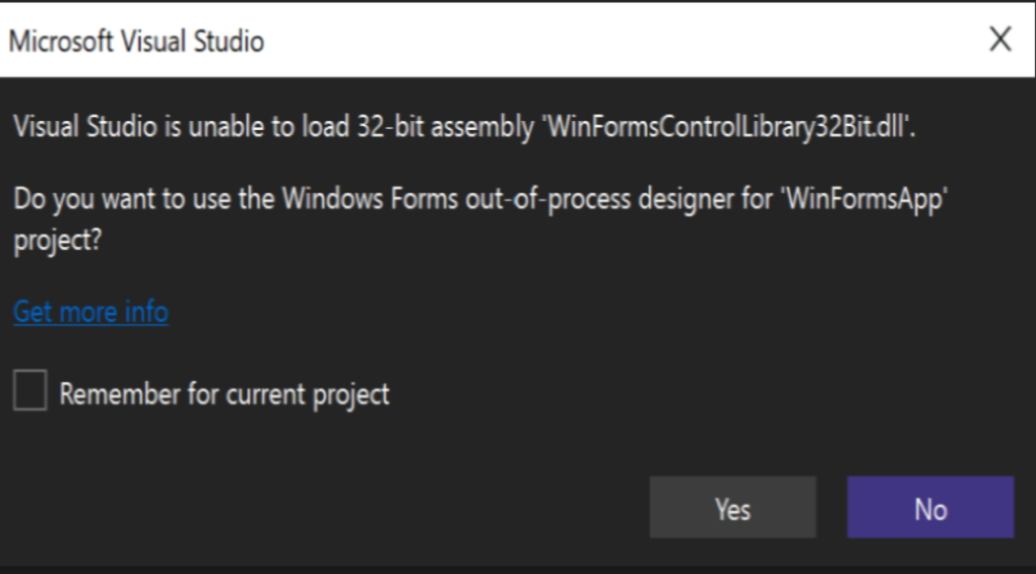 Microsoft Visual Studio
Visual Studio is unable to load 32-bit assembly 'WinFormsControlLibrary32Bit.dll'.
Do you want to use the Windows Forms out-of-process designer for 'WinFormsApp'
project?
Get more info
Remember for current project
Yes No